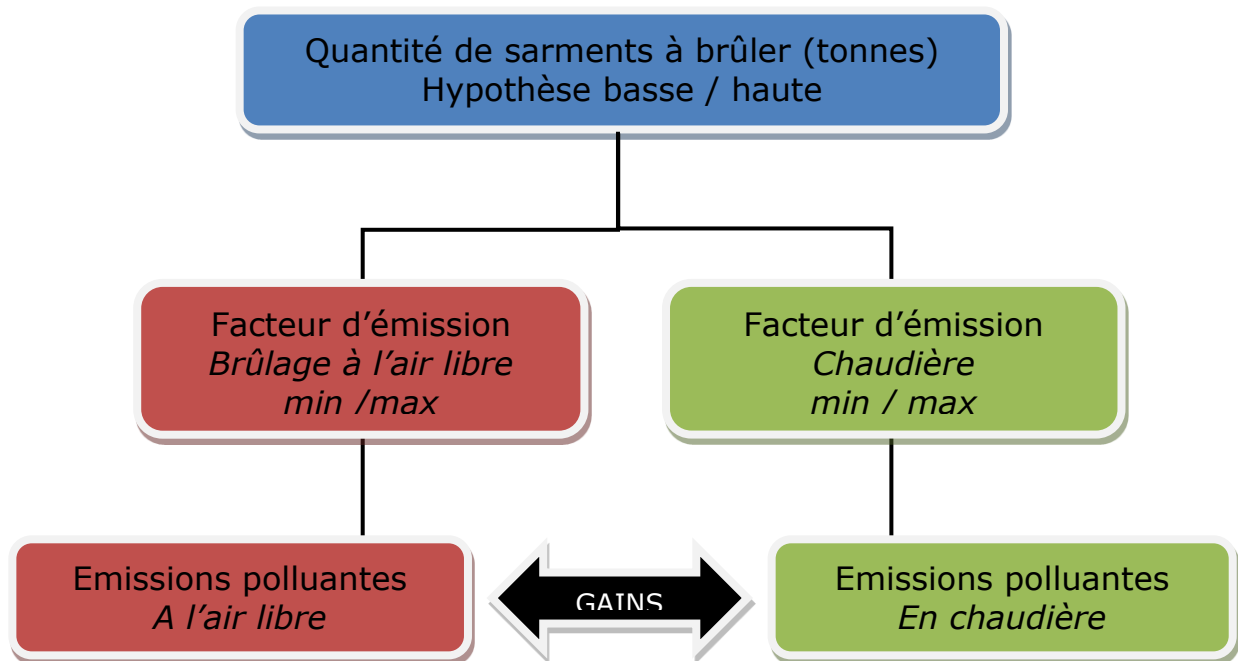 Quantité de sarments à brûler (tonnes)
Hypothèse basse / haute
Facteur d'émission
Brûlage à l'air libre
min /max
Facteur d'émission
Chaudière
min / max
Emissions polluantes
A l'air libre
GAINS
Emissions polluantes
En chaudière